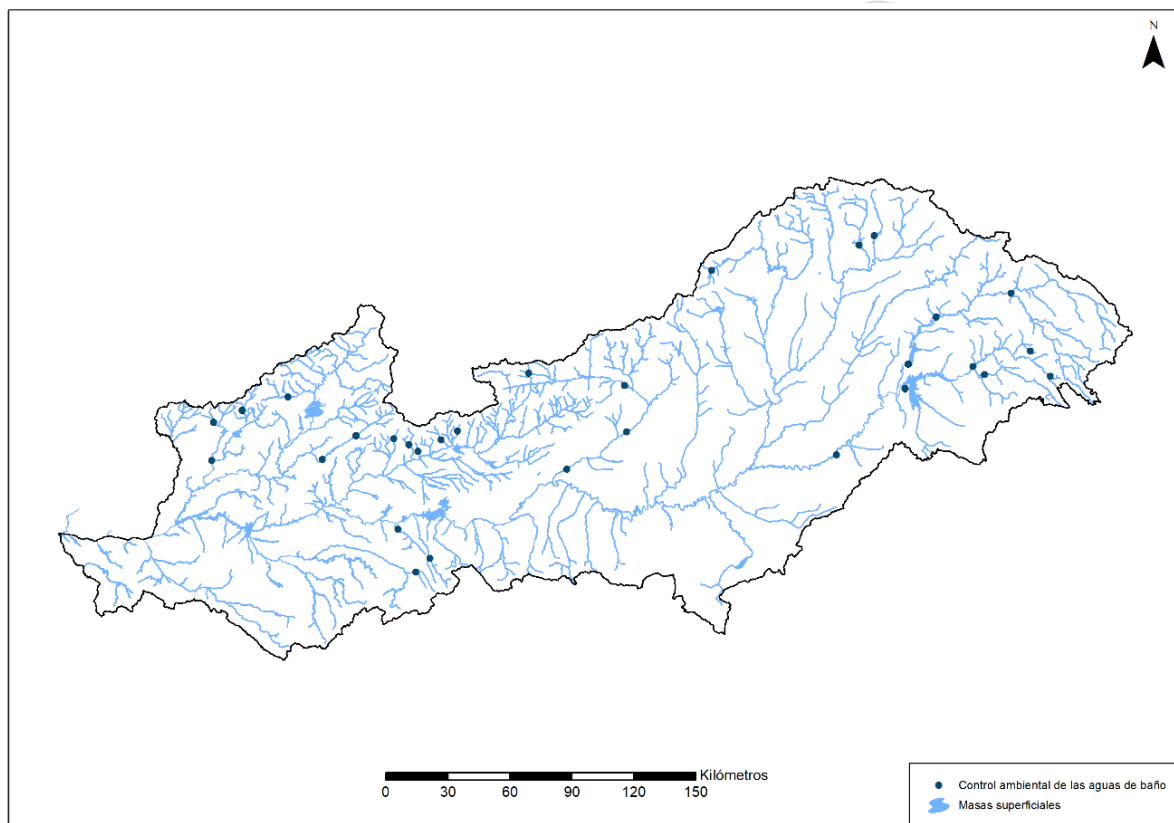 N
Kilómetros
0 30 60 90 120 150
Control ambiental de las aguas de baño
Masas superficiales